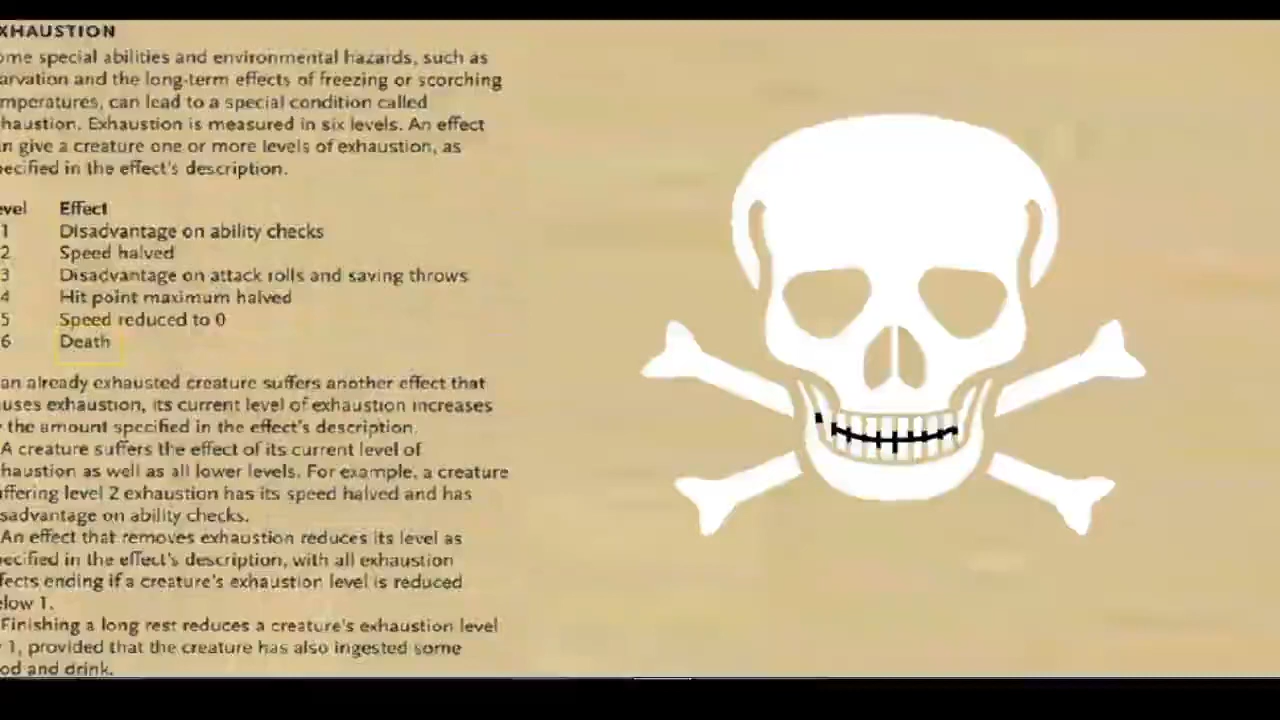 XHAUSTION
ome special abilities and environmental hazards, such as
arvation and the long-term effects of freezing or scorching
mperatures, can lead to a special condition called
haustion. Exhaustion is measured in six levels. An effect
n give a creature one or more levels of exhaustion, as
ecified in the effect's description.
evel Effect
1 Disadvantage on ability checks
2 Speed halved
3 Disadvantage on attack rolls and saving throws
4 Hit point maximum halved
5 Speed reduced to 0
6 Death
an already exhausted creature suffers another effect that
uses exhaustion, its current level of exhaustion increases
the amount specified in the effect's description.
A creature suffers the effect of its current level of
haustion as well as all lower levels. For example, a creature
ffering level 2 exhaustion has its speed halved and has
sadvantage on ability checks.
An effect that removes exhaustion reduces its level as
ecified in the effect's description, with all exhaustion
fects ending if a creature's exhaustion level is reduced
elow 1.
Finishing a long rest reduces a creature's exhaustion level
1, provided that the creature has also ingested some
od and drink.